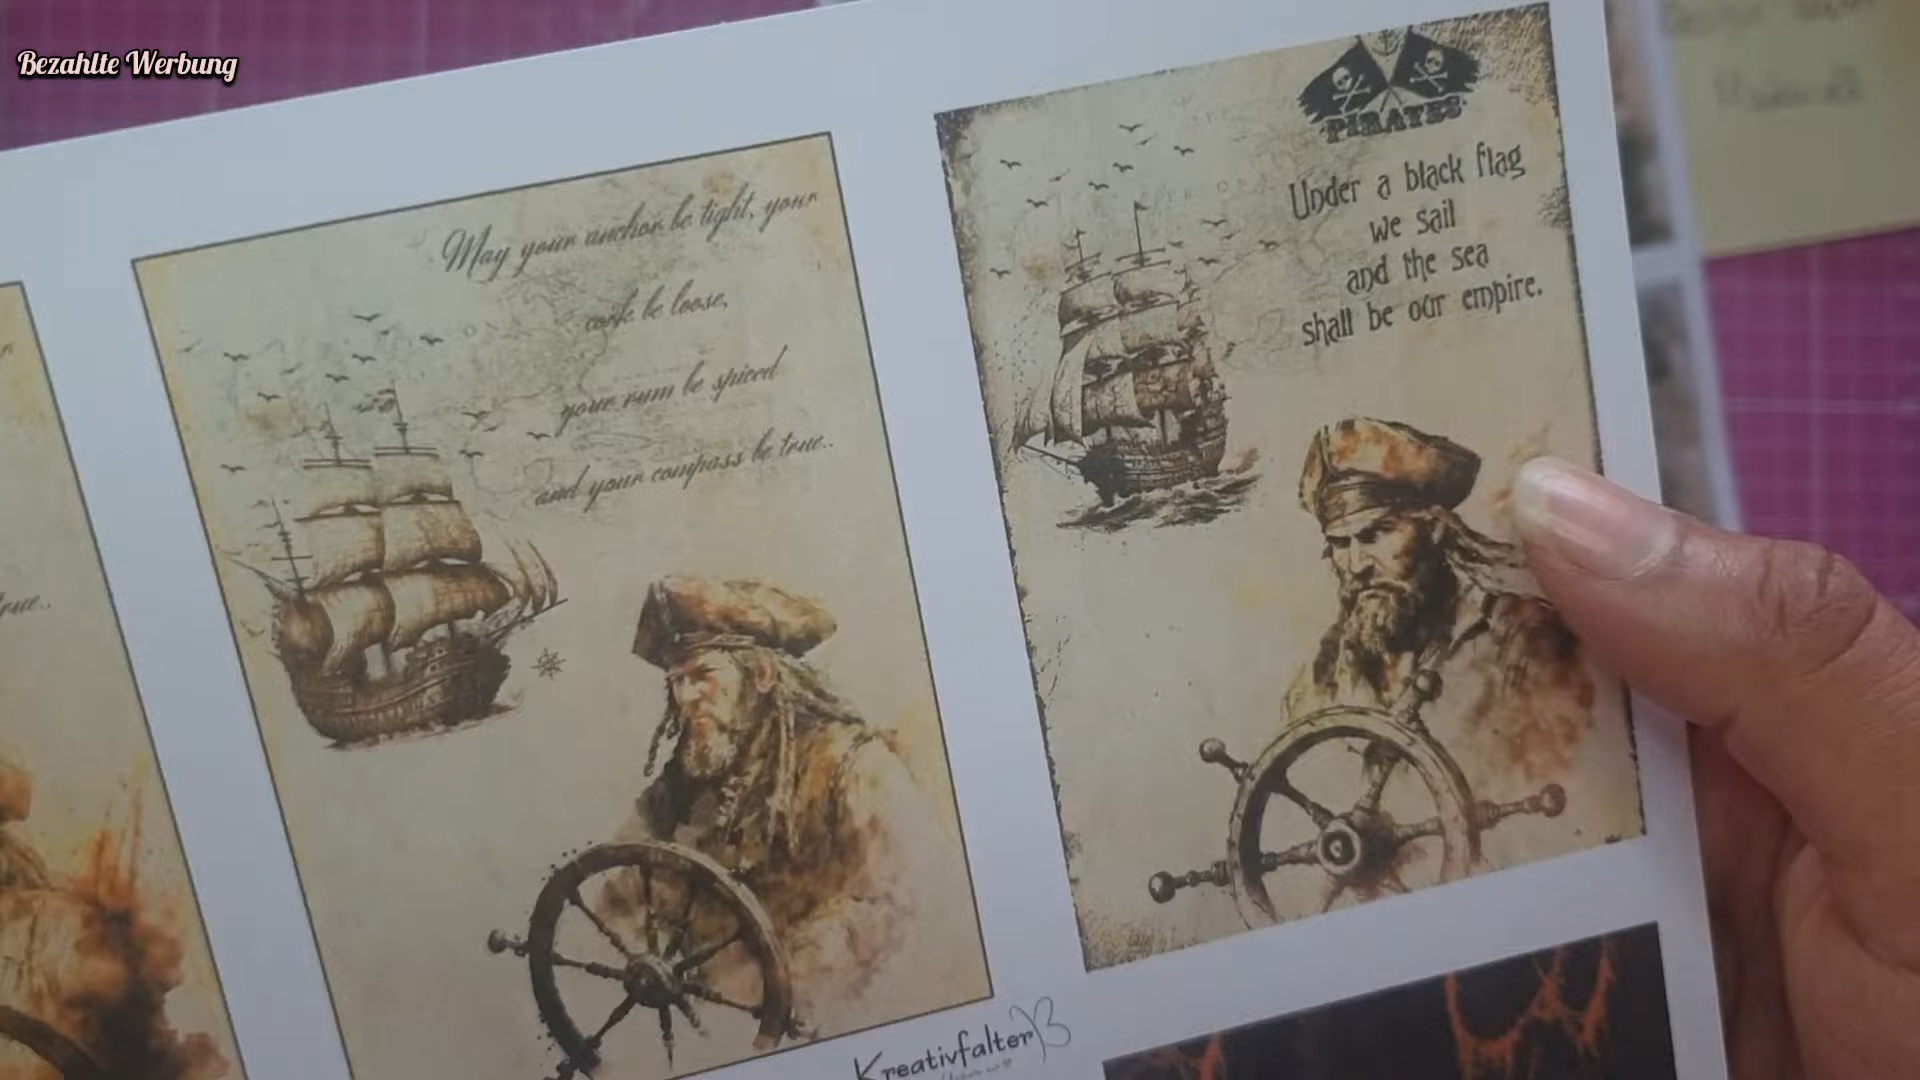 Bezahlte Werbung
May your anchor be tight, your
cork be loose,
your rum be spiced
and your compass be true..
true..
PIRATES
Under a black flag
we sail
and the sea
shall be our empire.
Kreativfalter